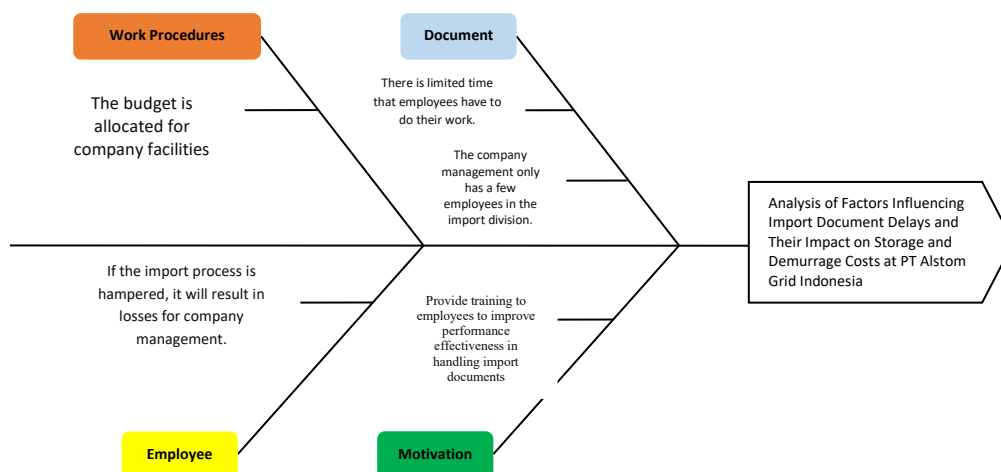 Work Procedures
Document
The budget is
allocated for
company facilities
There is limited time
that employees have to
do their work.
The company
management only
has a few
employees in the
import division.
Analysis of Factors Influencing
Import Document Delays and
Their Impact on Storage and
Demurrage Costs at PT Alstom
Grid Indonesia
If the import process is
hampered, it will result in
losses for company
management.
Provide training to
employees to improve
performance
effectiveness in
handling import
documents
Employee
Motivation